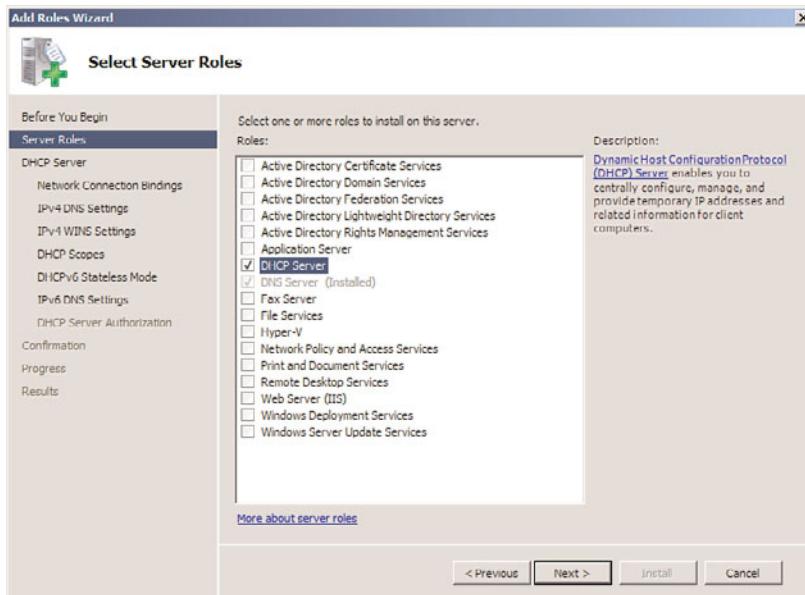 Add Roles Wizard
Select Server Roles
Before You Begin
Server Roles
DHCP Server
Network Connection Bindings
IPv4 DNS Settings
IPv4 WINS Settings
DHCP Scopes
DHCPv6 Stateless Mode
IPv6 DNS Settings
DHCP Server Authorization
Confirmation
Progress
Results
Select one or more roles to install on this server.
Roles:
Active Directory Certificate Services
Active Directory Domain Services
Active Directory Federation Services
Active Directory Lightweight Directory Services
Active Directory Rights Management Services
Application Server
DHCP Server
DNS Server (Installed)
Fax Server
File Services
Hyper-V
Network Policy and Access Services
Print and Document Services
Remote Desktop Services
Web Server (IIS)
Windows Deployment Services
Windows Server Update Services
More about server roles
Description:
Dynamic Host Configuration Protocol
(DHCP) Server enables you to
centrally configure, manage, and
provide temporary IP addresses and
related information for client
computers.
< Previous
Next >
Install
Cancel